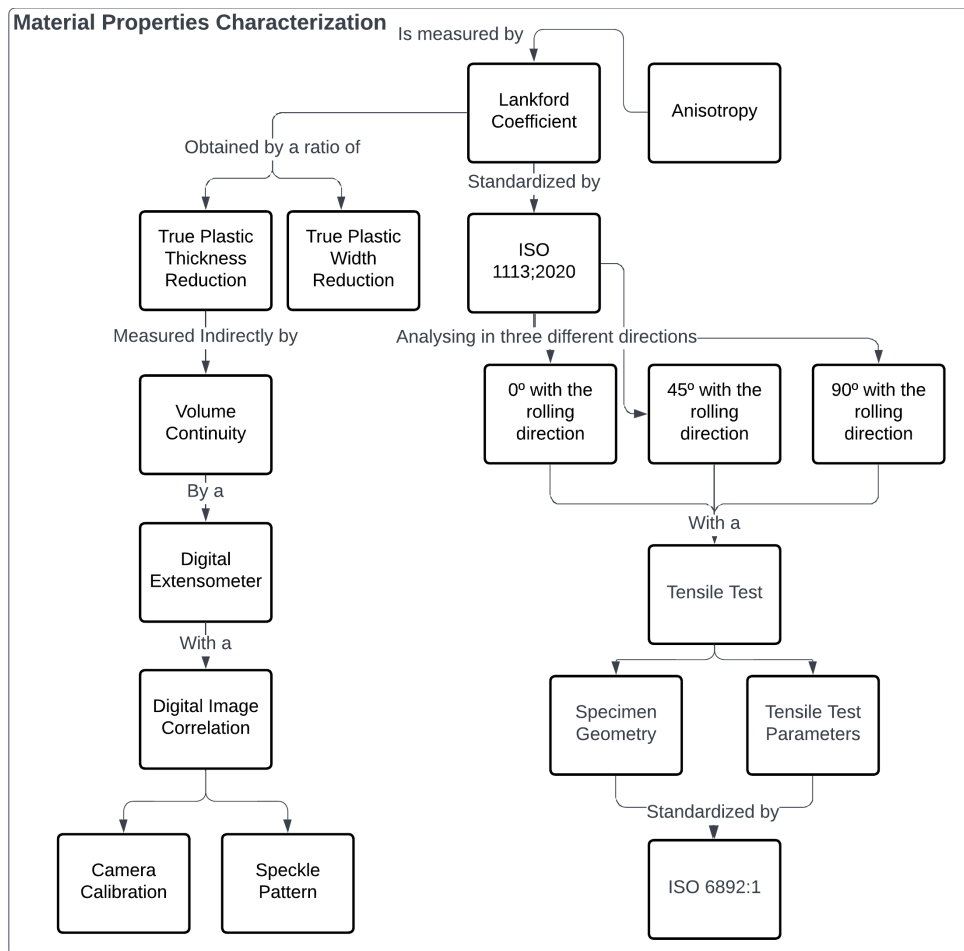 Material Properties Characterization
Is measured by
Lankford
Coefficient
Anisotropy
Obtained by a ratio of
Standardized by
True Plastic
Thickness
Reduction
True Plastic
Width
Reduction
ISO
1113;2020
Measured Indirectly by
Analysing in three different directions
Volume
Continuity
0º with the
rolling
direction
45º with the
rolling
direction
90º with the
rolling
direction
By a
With a
Digital
Extensometer
Tensile Test
With a
Digital Image
Correlation
Specimen
Geometry
Tensile Test
Parameters
Standardized by
Camera
Calibration
Speckle
Pattern
ISO 6892:1